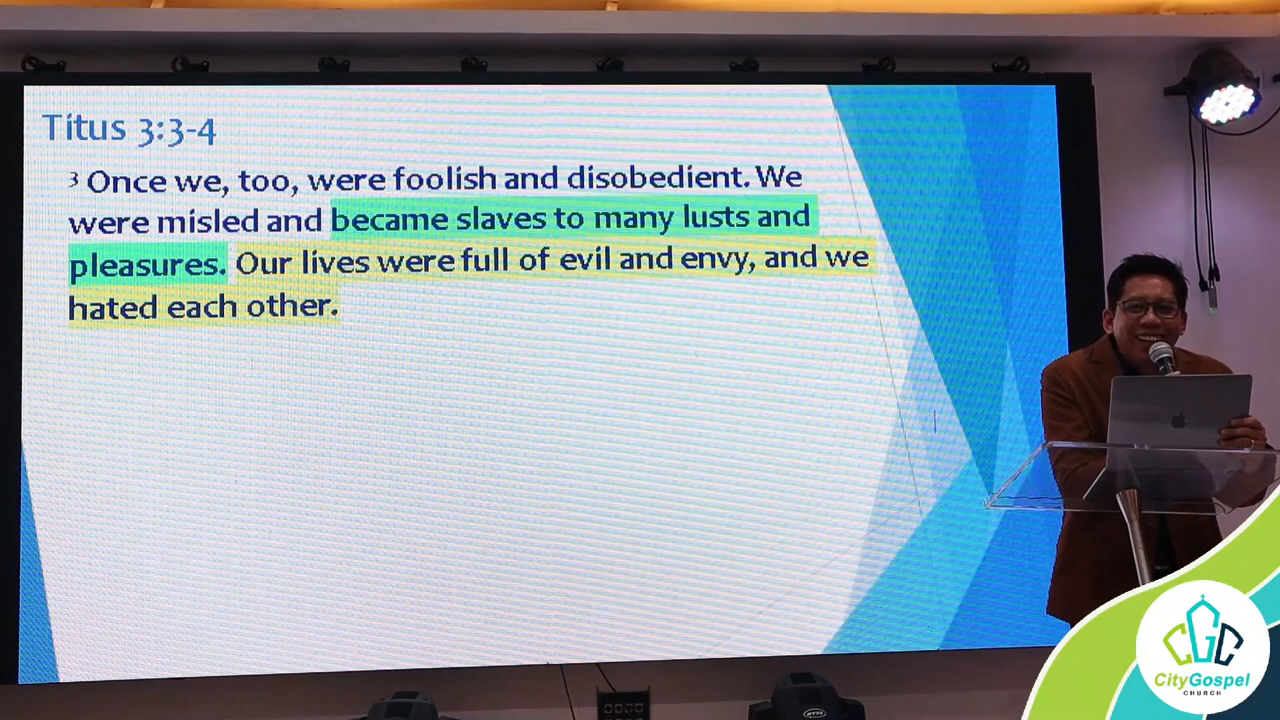 Titus 3:3-4
³ Once we, too, were foolish and disobedient. We
were misled and became slaves to many lusts and
pleasures. Our lives were full of evil and envy, and we
hated each other.
CGC
CityGospel
CHURCH